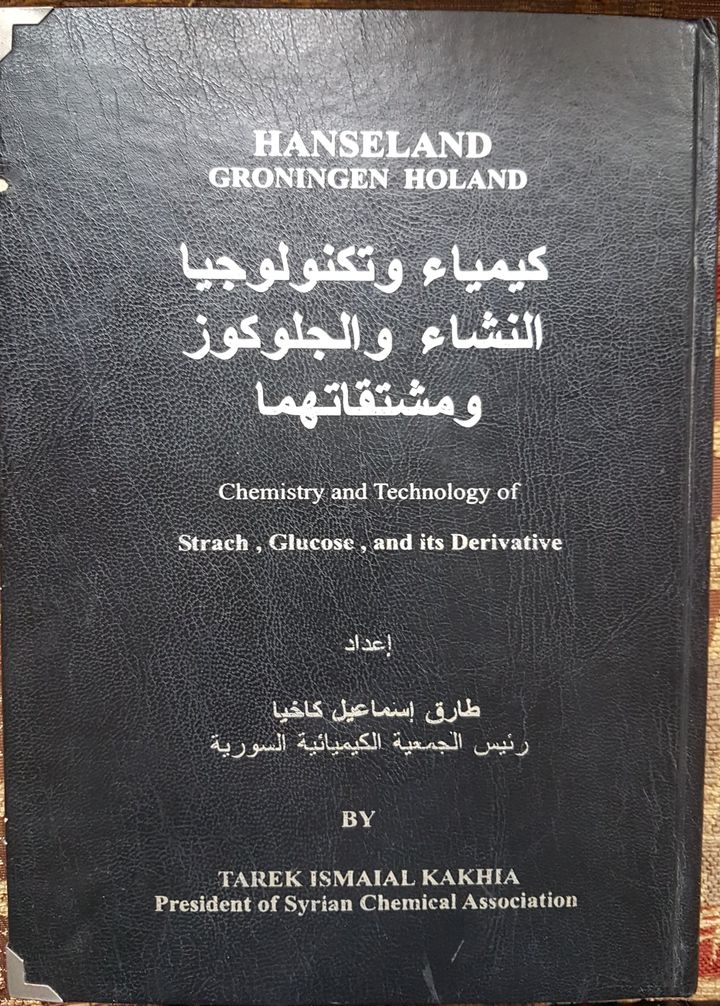 HANSELAND
GRONINGEN HOLAND
كيمياء وتكنولوجيا
النشاء والجلوكوز
ومشتقاتهما
Chemistry and Technology of
Strach , Glucose , and its Derivative
إعداد
طارق إسماعيل كاخيا
رئيس الجمعية الكيميائية السورية
BY
TAREK ISMAIAL KAKHIA
President of Syrian Chemical Association